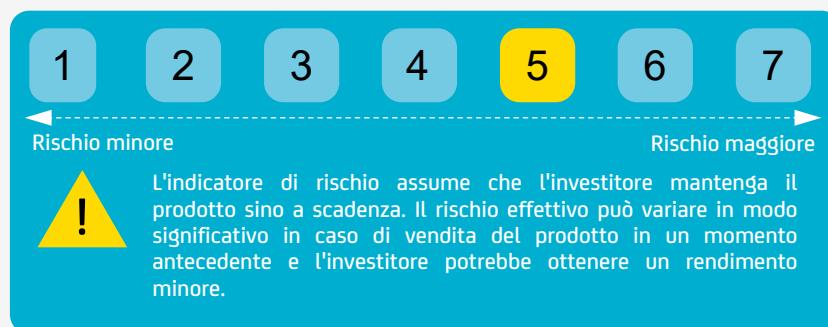 1 2 3 4 5 6 7
Rischio minore Rischio maggiore
!
L'indicatore di rischio assume che l'investitore mantenga il
prodotto sino a scadenza. Il rischio effettivo può variare in modo
significativo in caso di vendita del prodotto in un momento
antecedente e l'investitore potrebbe ottenere un rendimento
minore.